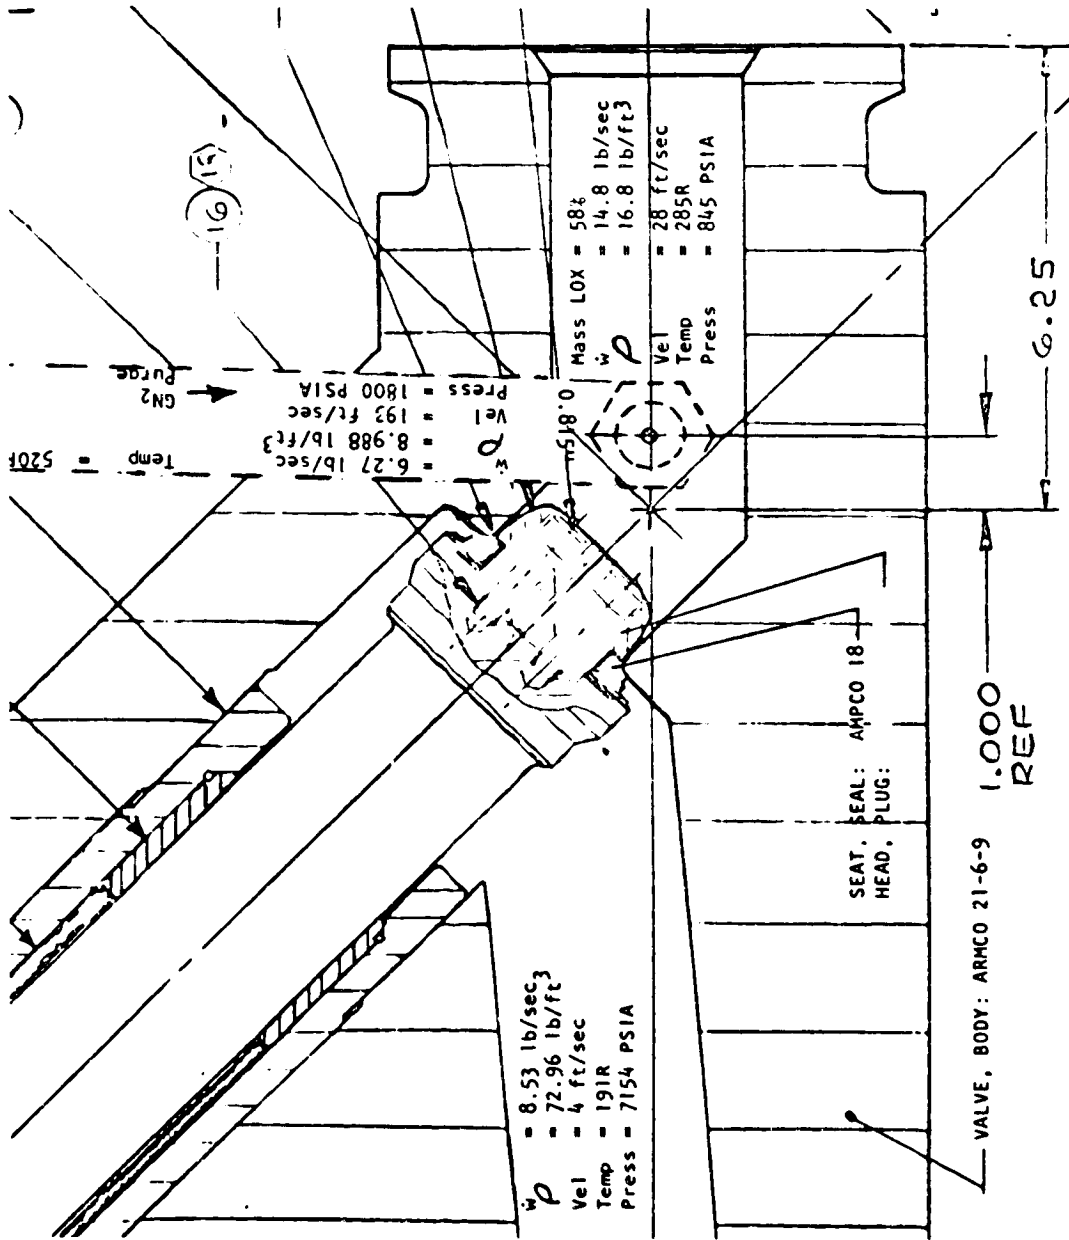 16 15
GN2
Purge
ẇ = 6.27 lb/sec
ρ = 8.988 lb/ft3
Vel = 193 ft/sec
Press = 1800 PSIA
Temp = 520R
0.815"
Mass LOX = 58%
ẇ = 14.8 lb/sec
ρ = 16.8 lb/ft3
Vel = 28 ft/sec
Temp = 285R
Press = 845 PSIA
6.25
1.000
REF
SEAT, SEAL: AMPCO 18
HEAD, PLUG:
VALVE, BODY: ARMCO 21-6-9
ẇ = 8.53 lb/sec
ρ = 72.96 lb/ft3
Vel = 4 ft/sec
Temp = 191R
Press = 7154 PSIA